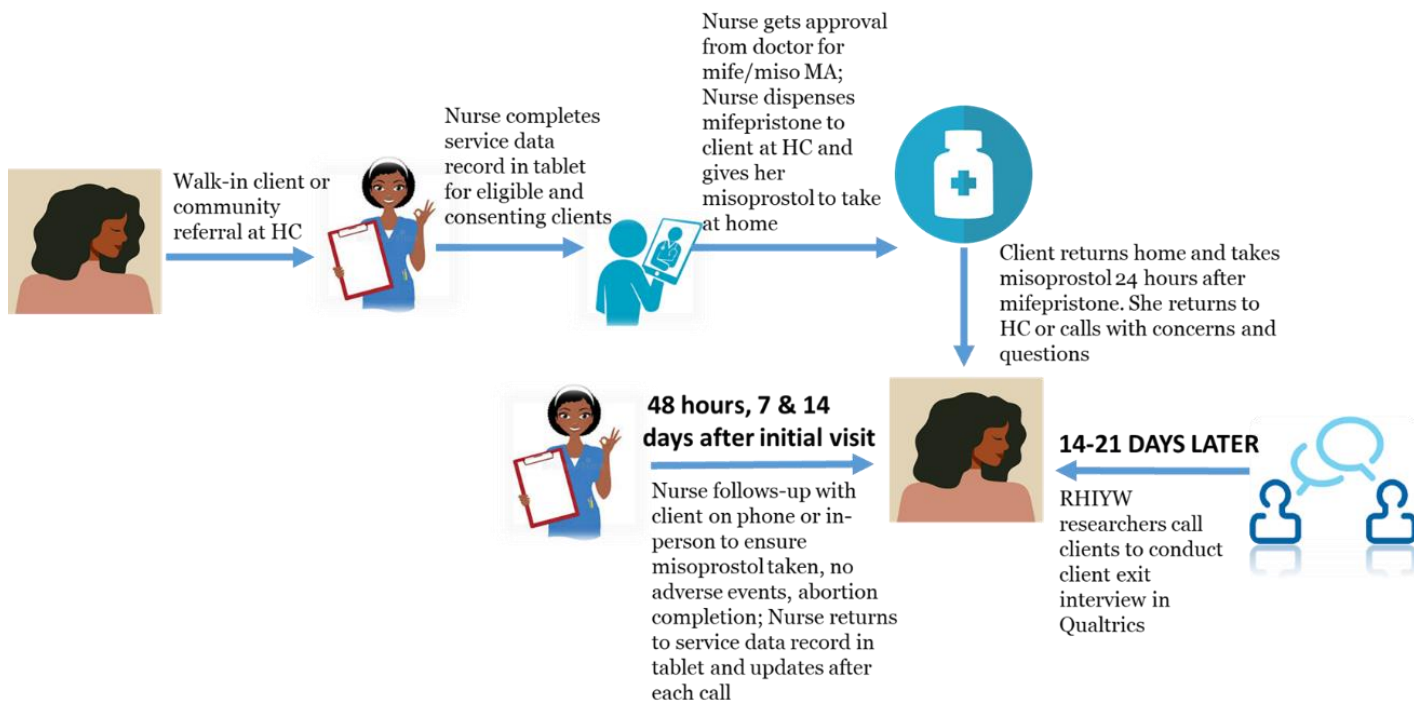 Walk-in client or
community
referral at HC
Nurse completes
service data
record in tablet
for eligible and
consenting clients
Nurse gets approval
from doctor for
mife/miso MA;
Nurse dispenses
mifepristone to
client at HC and
gives her
misoprostol to take
at home
Client returns home and takes
misoprostol 24 hours after
mifepristone. She returns to
HC or calls with concerns and
questions
48 hours, 7 & 14
days after initial visit
Nurse follows-up with
client on phone or in-
person to ensure
misoprostol taken, no
adverse events, abortion
completion; Nurse returns
to service data record in
tablet and updates after
each call
14-21 DAYS LATER
RHIYW
researchers call
clients to conduct
client exit
interview in
Qualtrics